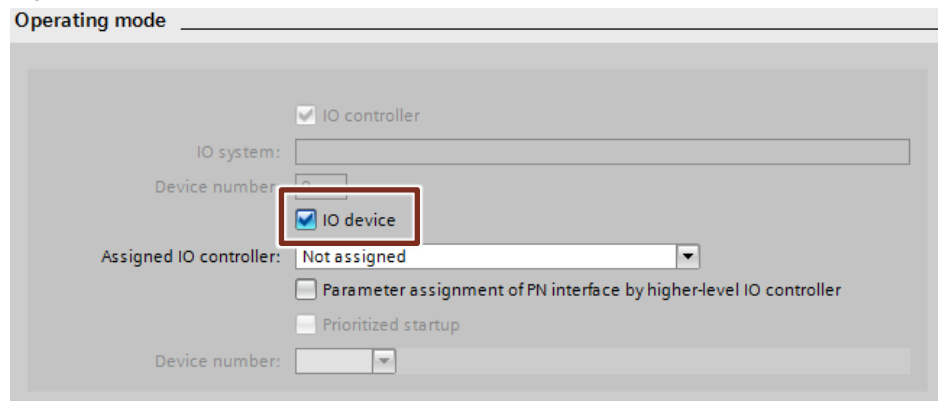 Operating mode
IO controller
IO system:
Device number:
IO device
Assigned IO controller: Not assigned
Parameter assignment of PN interface by higher-level IO controller
Prioritized startup
Device number: